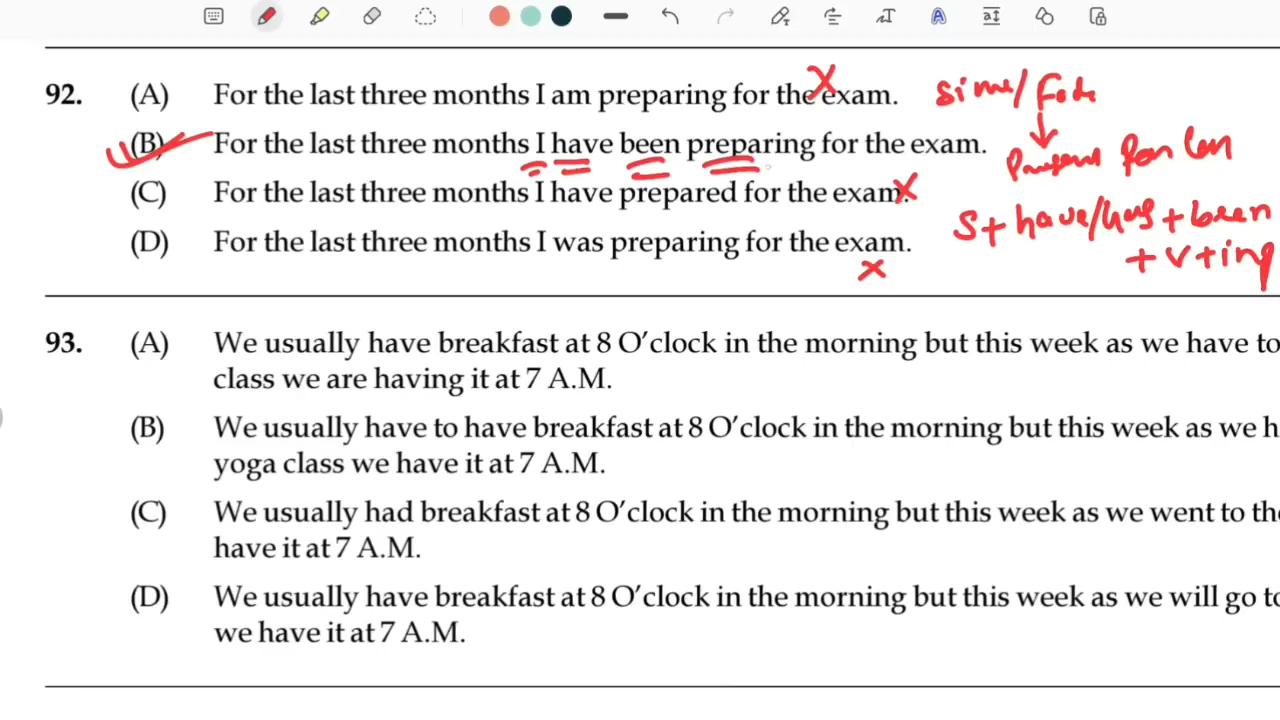 92. (A) For the last three months I am preparing for the exam.
(B) For the last three months I have been preparing for the exam.
(C) For the last three months I have prepared for the exam.
(D) For the last three months I was preparing for the exam.
S + have/has + been
+ V + ing
93. (A) We usually have breakfast at 8 O'clock in the morning but this week as we have to
class we are having it at 7 A.M.
(B) We usually have to have breakfast at 8 O'clock in the morning but this week as we h
yoga class we have it at 7 A.M.
(C) We usually had breakfast at 8 O'clock in the morning but this week as we went to the
have it at 7 A.M.
(D) We usually have breakfast at 8 O'clock in the morning but this week as we will go to
we have it at 7 A.M.